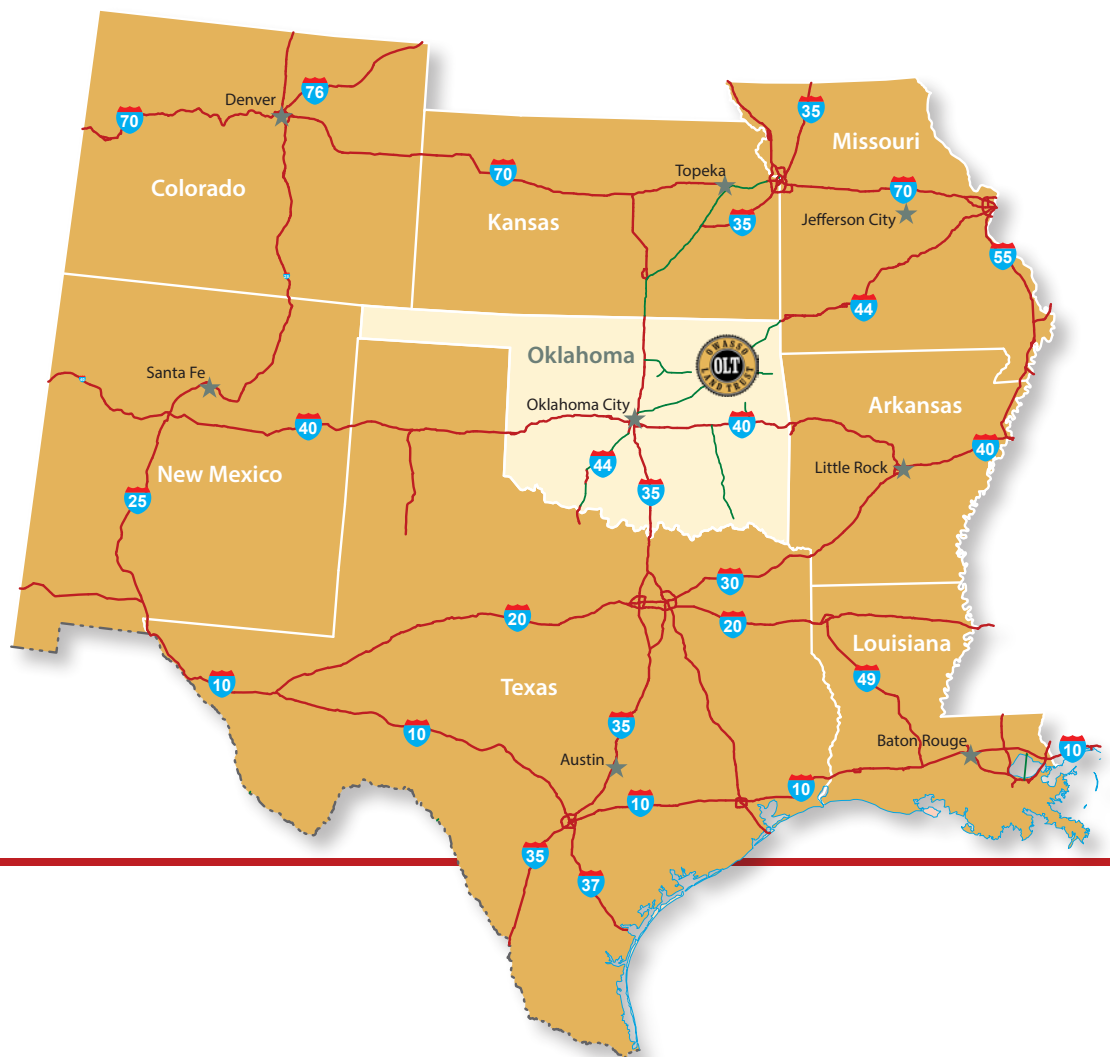 76
Denver
70
35
Missouri
Colorado
Topeka
70
70
Kansas
35
Jefferson City
55
44
Oklahoma
OWASSO
OLT
LAND TRUST
Santa Fe
Oklahoma City
Arkansas
40
40
40
New Mexico
44
Little Rock
25
35
30
20
20
Louisiana
10
Texas
49
35
10
Baton Rouge
10
Austin
10
10
35
37